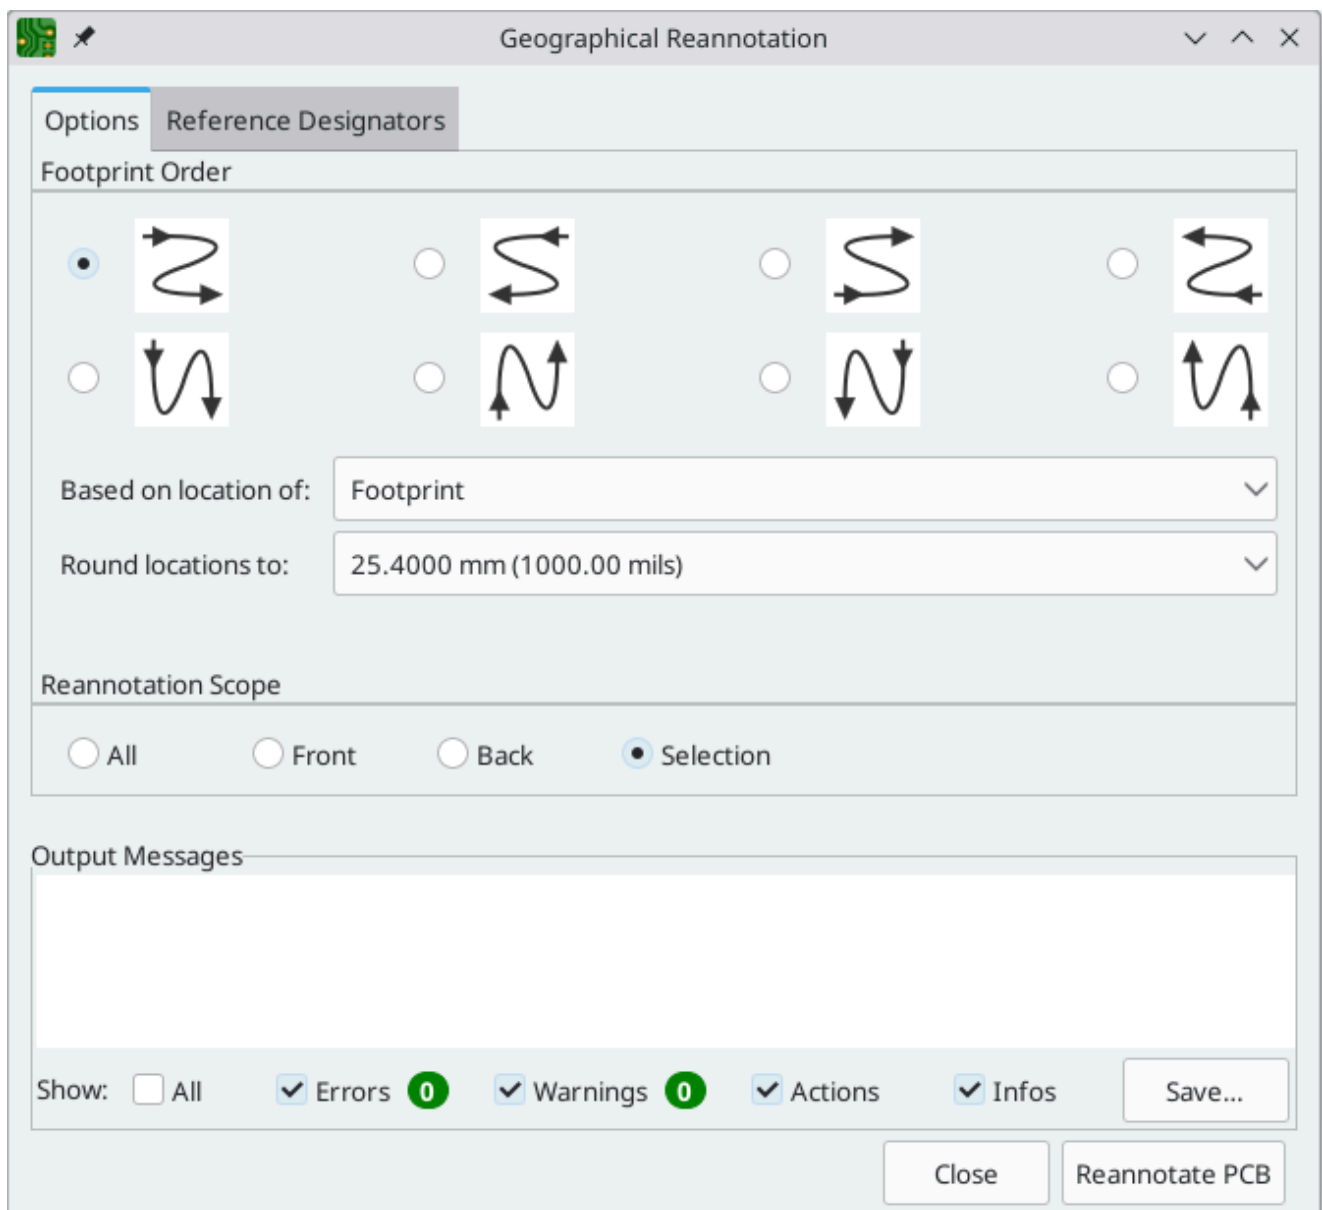 Geographical Reannotation
Options Reference Designators
Footprint Order
Based on location of: Footprint
Round locations to: 25.4000 mm (1000.00 mils)
Reannotation Scope
All Front Back Selection
Output Messages
Show: All Errors 0 Warnings 0 Actions Infos Save...
Close Reannotate PCB